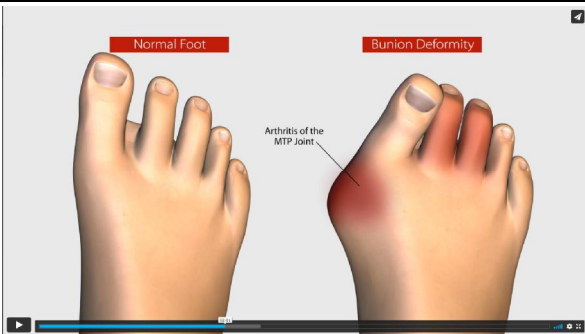 Normal Foot
Bunion Deformity
Arthritis of the
MTP Joint